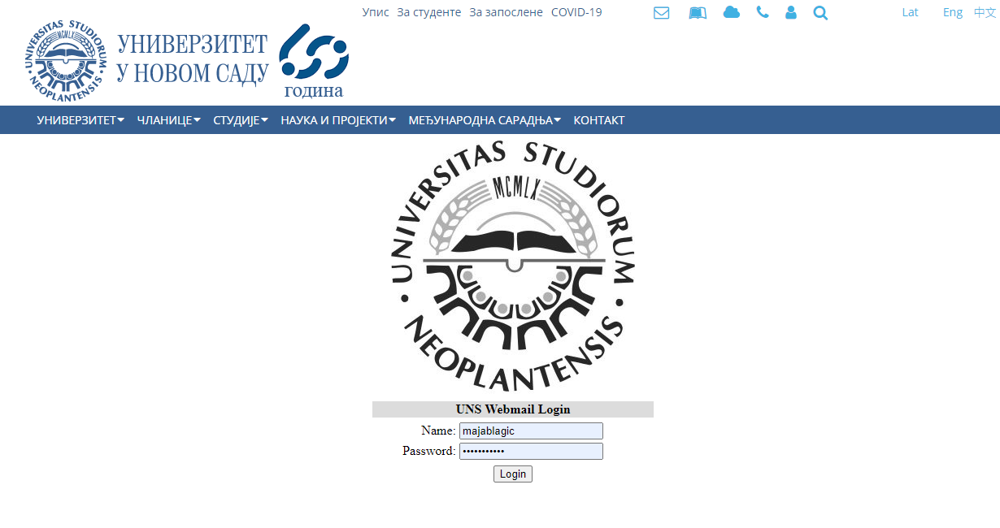 Упис За студенте За запослене COVID-19 Lat Eng 中文
UNIVERSITAS STUDIORUM
MCMLX
NEOPLANTENSIS
УНИВЕРЗИТЕТ
У НОВОМ САДУ
60
година
УНИВЕРЗИТЕТ ЧЛАНИЦЕ СТУДИЈЕ НАУКА И ПРОЈЕКТИ МЕЂУНАРОДНА САРАДЊА КОНТАКТ
UNIVERSITAS STUDIORUM
MCMLX
NEOPLANTENSIS
UNS Webmail Login
Name: majablagic
Password: •••••••••••
Login